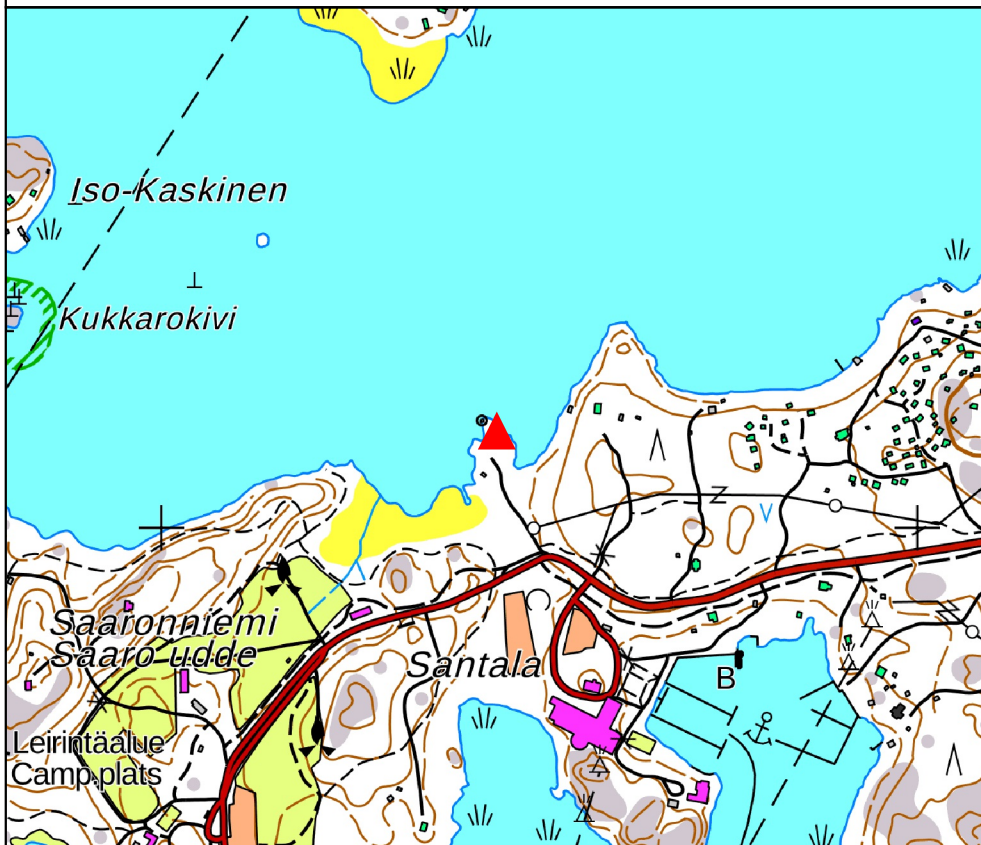 Iso-Kaskinen
Kukkarokivi
Saaronniemi
Saaro udde
Santala
B
Leirintäalue
Camp.plats